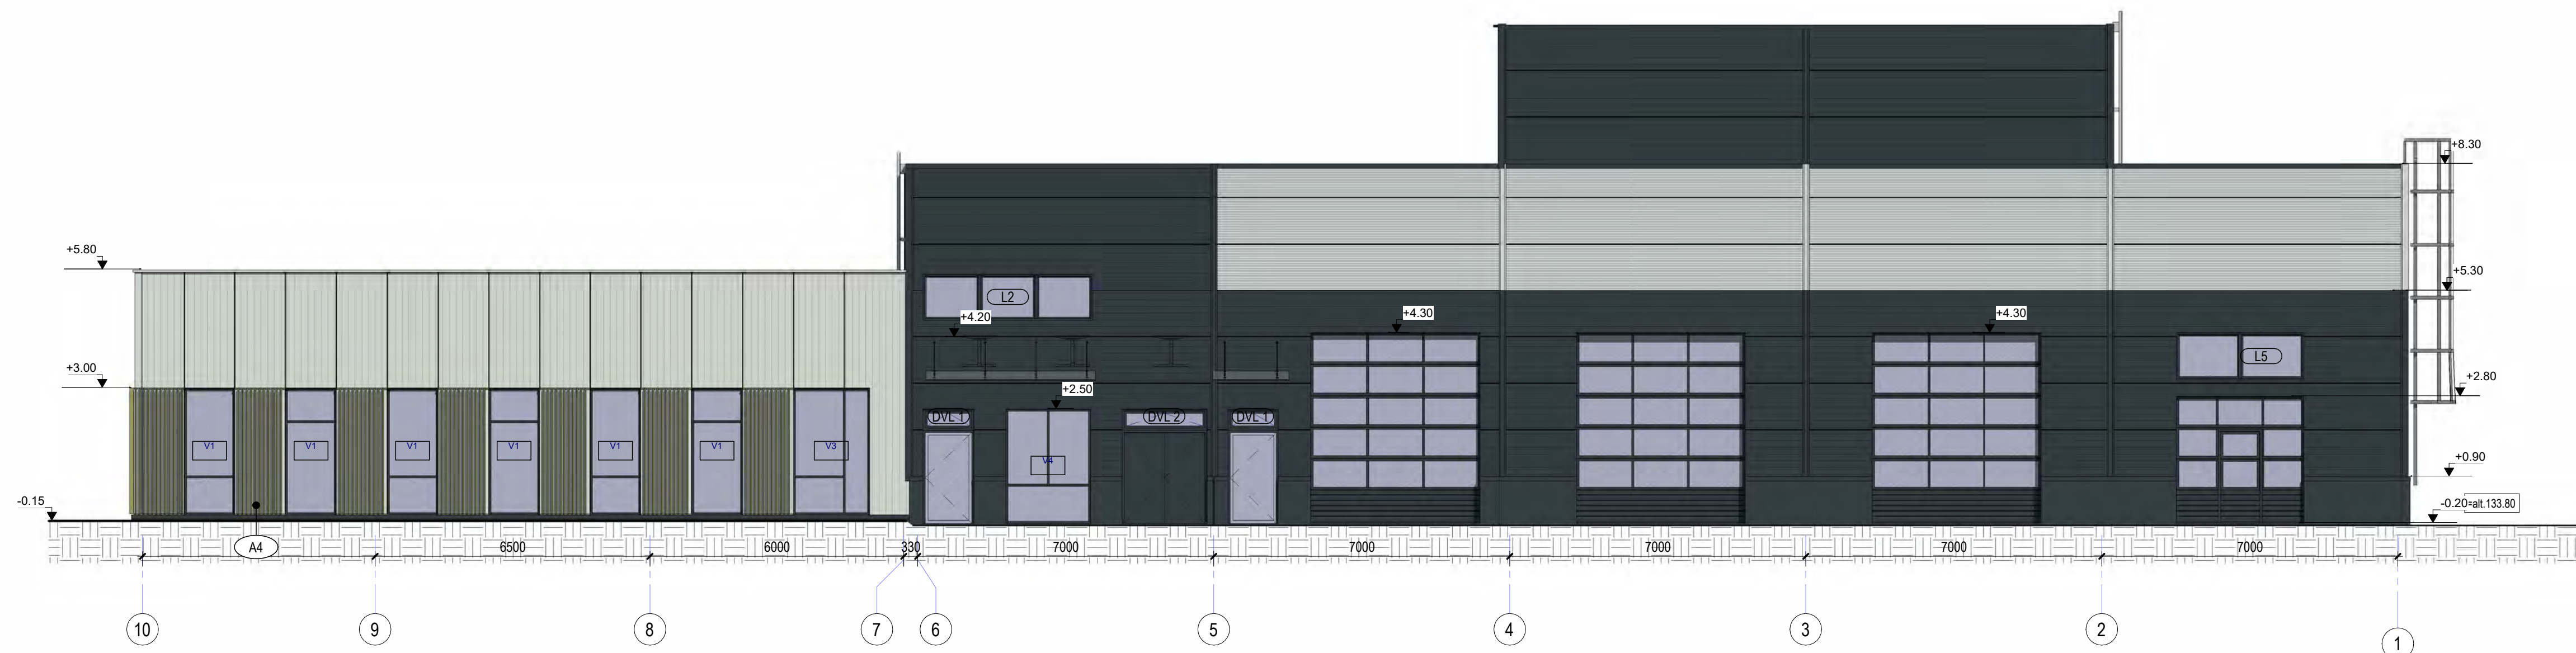 +8.30
+5.80
+5.30
L2
+4.20
+4.30
+4.30
L5
+3.00
+2.80
+2.50
DVL 1
DVL 2
DVL 1
V1
V1
V1
V1
V1
V1
V3
V4
+0.90
-0.15
-0.20=alt.133.80
A4
6500
6000
330
7000
7000
7000
7000
7000
10
9
8
7
6
5
4
3
2
1